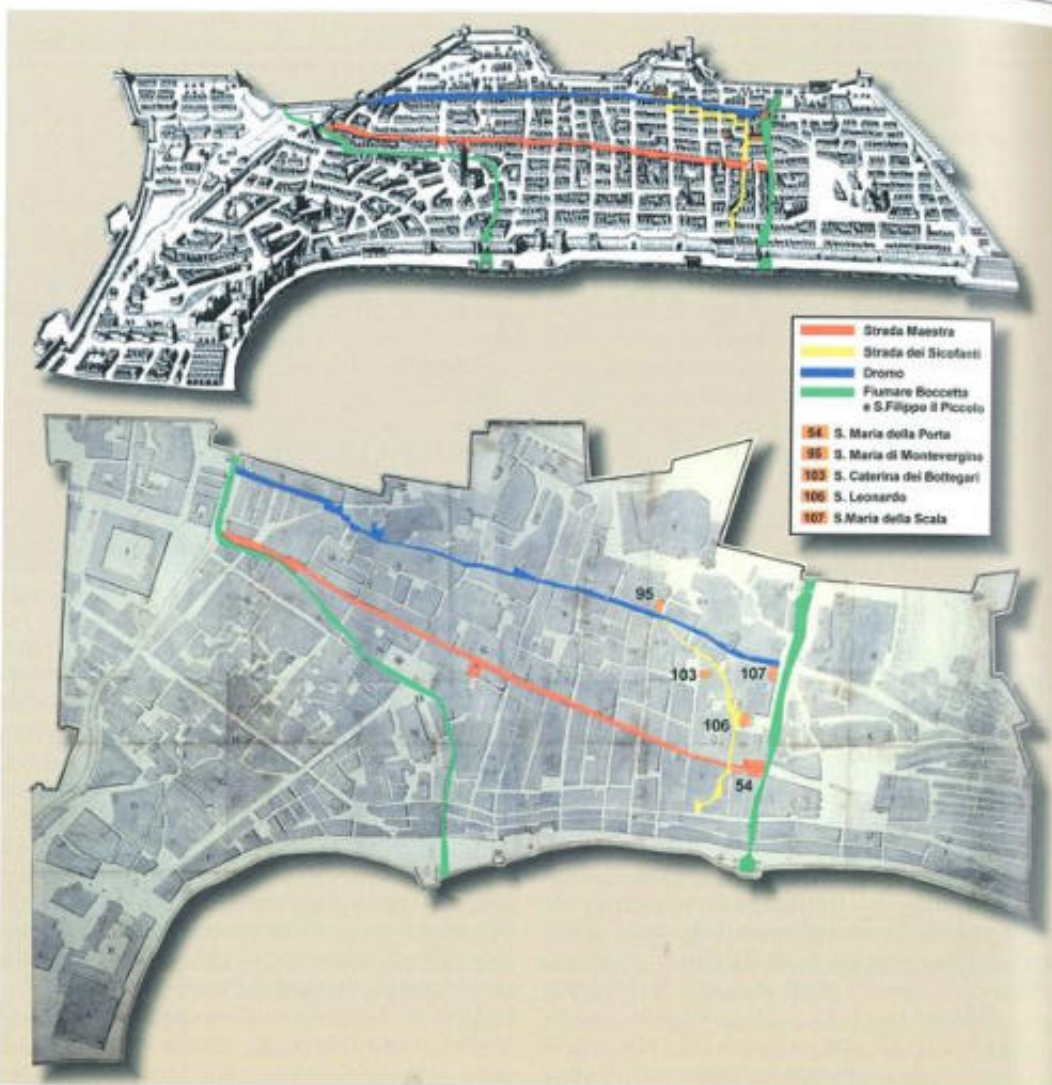 Strada Maestra
Strada dei Sicofanti
Dromo
Fiumare Boccetta
e S.Filippo il Piccolo
54 S. Maria della Porta
95 S. Maria di Montevergine
103 S. Caterina dei Bottegari
106 S. Leonardo
107 S.Maria della Scala
95
103
107
106
54